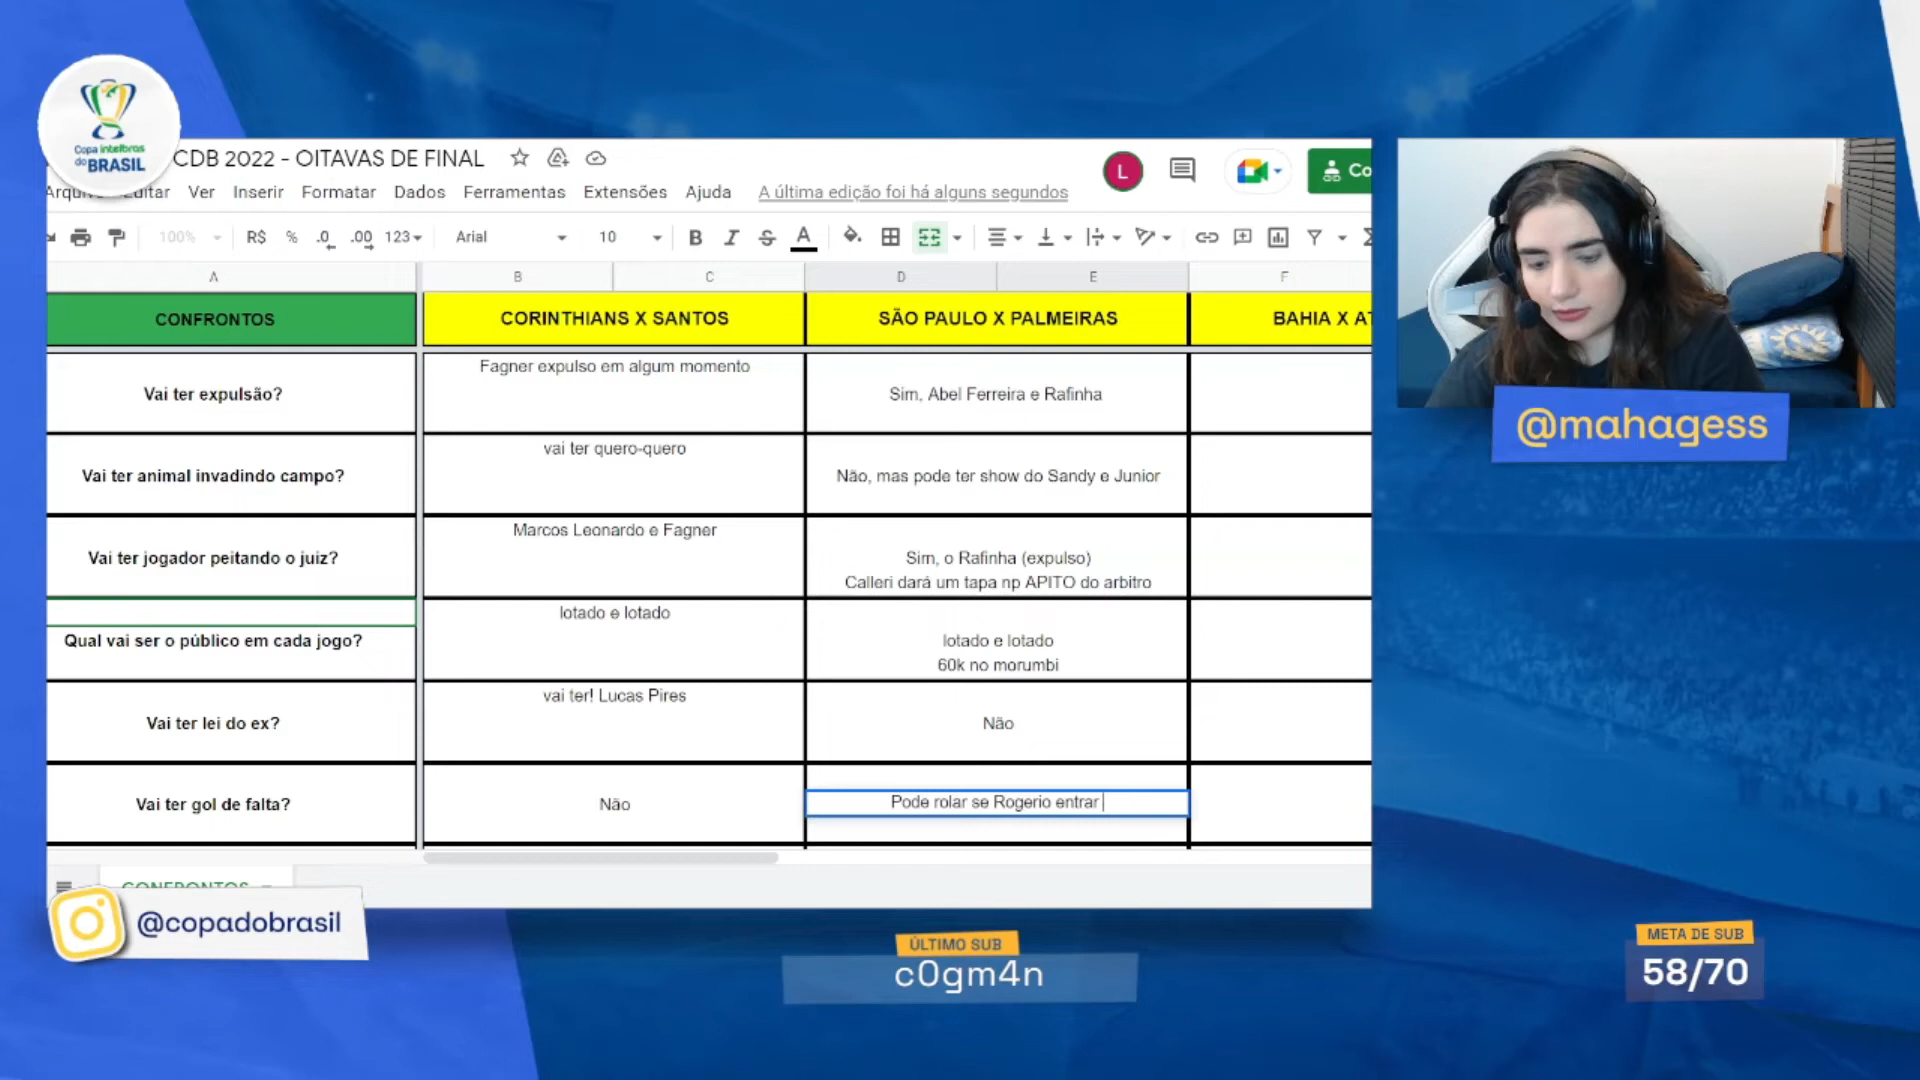 Copa intelbras
do BRASIL
CDB 2022 - OITAVAS DE FINAL
L
Co
Arquivo Editar Ver Inserir Formatar Dados Ferramentas Extensões Ajuda A última edição foi há alguns segundos
100% R$ % .0 .00 123 Arial 10 B I S A
A B C D E F
CONFRONTOS CORINTHIANS X SANTOS SÃO PAULO X PALMEIRAS BAHIA X AT
Vai ter expulsão? Fagner expulso em algum momento Sim, Abel Ferreira e Rafinha
Vai ter animal invadindo campo? vai ter quero-quero Não, mas pode ter show do Sandy e Junior
Vai ter jogador peitando o juiz? Marcos Leonardo e Fagner Sim, o Rafinha (expulso)
Calleri dará um tapa np APITO do arbitro
Qual vai ser o público em cada jogo? lotado e lotado lotado e lotado
60k no morumbi
Vai ter lei do ex? vai ter! Lucas Pires Não
Vai ter gol de falta? Não Pode rolar se Rogerio entrar
CONFRONTOS
@mahagess
@copadobrasil
ÚLTIMO SUB
c0gm4n
META DE SUB
58/70